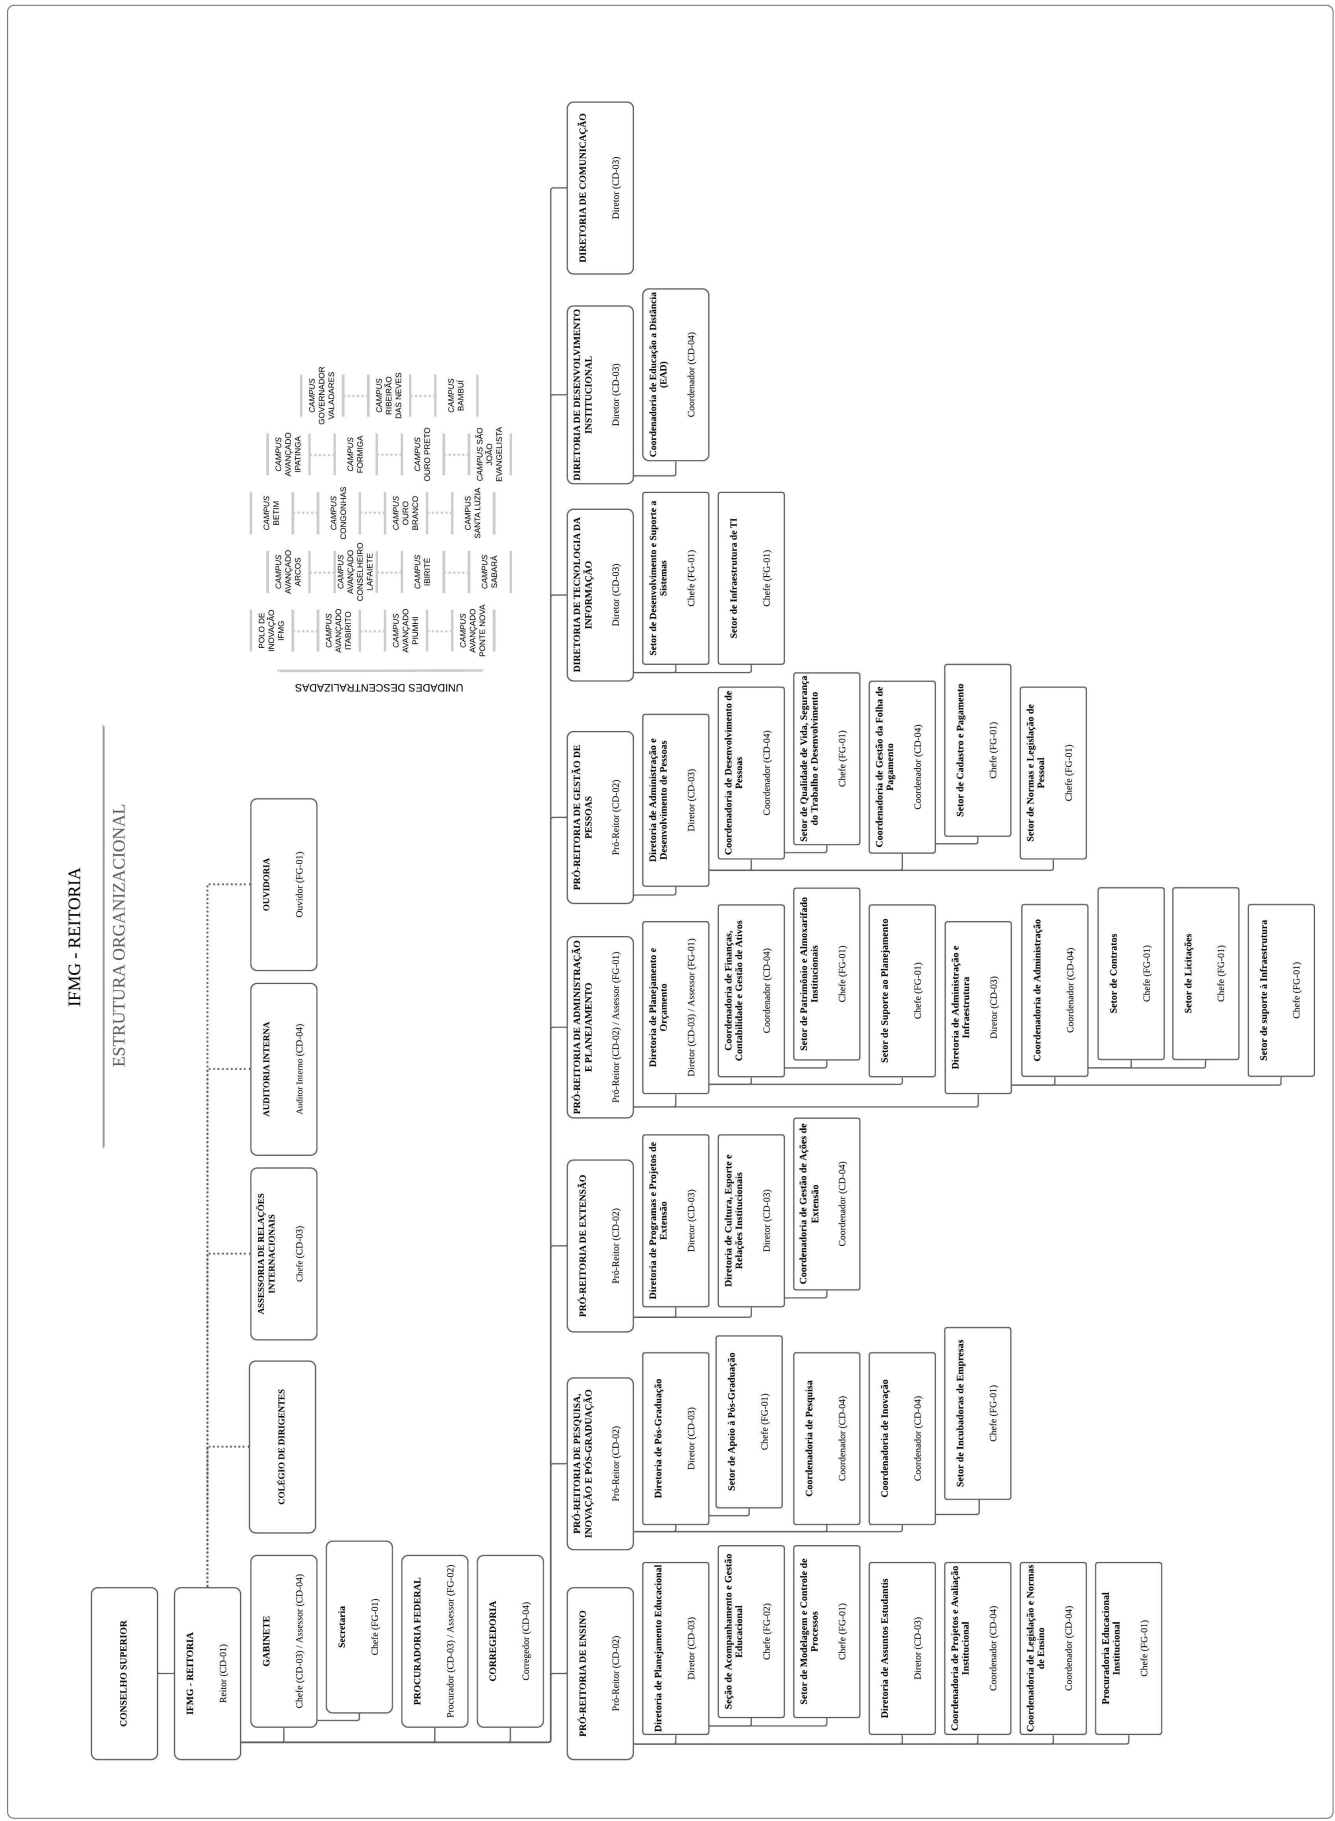 IFMG - REITORIA
ESTRUTURA ORGANIZACIONAL
CONSELHO SUPERIOR
IFMG - REITORIA
Reitor (CD-01)
GABINETE
Chefe (CD-03) / Assessor (CD-04)
Secretaria
Chefe (FG-01)
PROCURADORIA FEDERAL
Procurador (CD-03) / Assessor (FG-02)
CORREGEDORIA
Corregedor (CD-04)
COLÉGIO DE DIRIGENTES
ASSESSORIA DE RELAÇÕES
INTERNACIONAIS
Chefe (CD-03)
AUDITORIA INTERNA
Auditor Interno (CD-04)
OUVIDORIA
Ouvidor (FG-01)
UNIDADES DESCENTRALIZADAS
POLO DE
INOVAÇÃO
IFMG
CAMPUS
AVANÇADO
ITABIRITO
CAMPUS
AVANÇADO
PIUMHI
CAMPUS
AVANÇADO
PONTE NOVA
CAMPUS
AVANÇADO
ARCOS
CAMPUS
AVANÇADO
CONSELHEIRO
LAFAIETE
CAMPUS
IBIRITÉ
CAMPUS
SABARÁ
CAMPUS
BETIM
CAMPUS
CONGONHAS
CAMPUS
OURO
BRANCO
CAMPUS
SANTA LUZIA
CAMPUS
AVANÇADO
IPATINGA
CAMPUS
FORMIGA
CAMPUS
OURO PRETO
CAMPUS SÃO
JOÃO
EVANGELISTA
CAMPUS
GOVERNADOR
VALADARES
CAMPUS
RIBEIRÃO
DAS NEVES
CAMPUS
BAMBUÍ
PRÓ-REITORIA DE ENSINO
Pró-Reitor (CD-02)
Diretoria de Planejamento Educacional
Diretor (CD-03)
Seção de Acompanhamento e Gestão
Educacional
Chefe (FG-02)
Setor de Modelagem e Controle de
Processos
Chefe (FG-01)
Diretoria de Assuntos Estudantis
Diretor (CD-03)
Coordenadoria de Projetos e Avaliação
Institucional
Coordenador (CD-04)
Coordenadoria de Legislação e Normas
de Ensino
Coordenador (CD-04)
Procuradoria Educacional
Institucional
Chefe (FG-01)
PRÓ-REITORIA DE PESQUISA,
INOVAÇÃO E PÓS-GRADUAÇÃO
Pró-Reitor (CD-02)
Diretoria de Pós-Graduação
Diretor (CD-03)
Setor de Apoio à Pós-Graduação
Chefe (FG-01)
Coordenadoria de Pesquisa
Coordenador (CD-04)
Coordenadoria de Inovação
Coordenador (CD-04)
Setor de Incubadoras de Empresas
Chefe (FG-01)
PRÓ-REITORIA DE EXTENSÃO
Pró-Reitor (CD-02)
Diretoria de Programas e Projetos de
Extensão
Diretor (CD-03)
Diretoria de Cultura, Esporte e
Relações Institucionais
Diretor (CD-03)
Coordenadoria de Gestão de Ações de
Extensão
Coordenador (CD-04)
PRÓ-REITORIA DE ADMINISTRAÇÃO
E PLANEJAMENTO
Pró-Reitor (CD-02) / Assessor (FG-01)
Diretoria de Planejamento e
Orçamento
Diretor (CD-03) / Assessor (FG-01)
Coordenadoria de Finanças,
Contabilidade e Gestão de Ativos
Coordenador (CD-04)
Setor de Patrimônio e Almoxarifado
Institucionais
Chefe (FG-01)
Setor de Suporte ao Planejamento
Chefe (FG-01)
Diretoria de Administração e
Infraestrutura
Diretor (CD-03)
Coordenadoria de Administração
Coordenador (CD-04)
Setor de Contratos
Chefe (FG-01)
Setor de Licitações
Chefe (FG-01)
Setor de suporte à Infraestrutura
Chefe (FG-01)
PRÓ-REITORIA DE GESTÃO DE
PESSOAS
Pró-Reitor (CD-02)
Diretoria de Administração e
Desenvolvimento de Pessoas
Diretor (CD-03)
Coordenadoria de Desenvolvimento de
Pessoas
Coordenador (CD-04)
Setor de Qualidade de Vida, Segurança
do Trabalho e Desenvolvimento
Chefe (FG-01)
Coordenadoria de Gestão da Folha de
Pagamento
Coordenador (CD-04)
Setor de Cadastro e Pagamento
Chefe (FG-01)
Setor de Normas e Legislação de
Pessoal
Chefe (FG-01)
DIRETORIA DE TECNOLOGIA DA
INFORMAÇÃO
Diretor (CD-03)
Setor de Desenvolvimento e Suporte a
Sistemas
Chefe (FG-01)
Setor de Infraestrutura de TI
Chefe (FG-01)
DIRETORIA DE DESENVOLVIMENTO
INSTITUCIONAL
Diretor (CD-03)
Coordenadoria de Educação a Distância
(EAD)
Coordenador (CD-04)
DIRETORIA DE COMUNICAÇÃO
Diretor (CD-03)